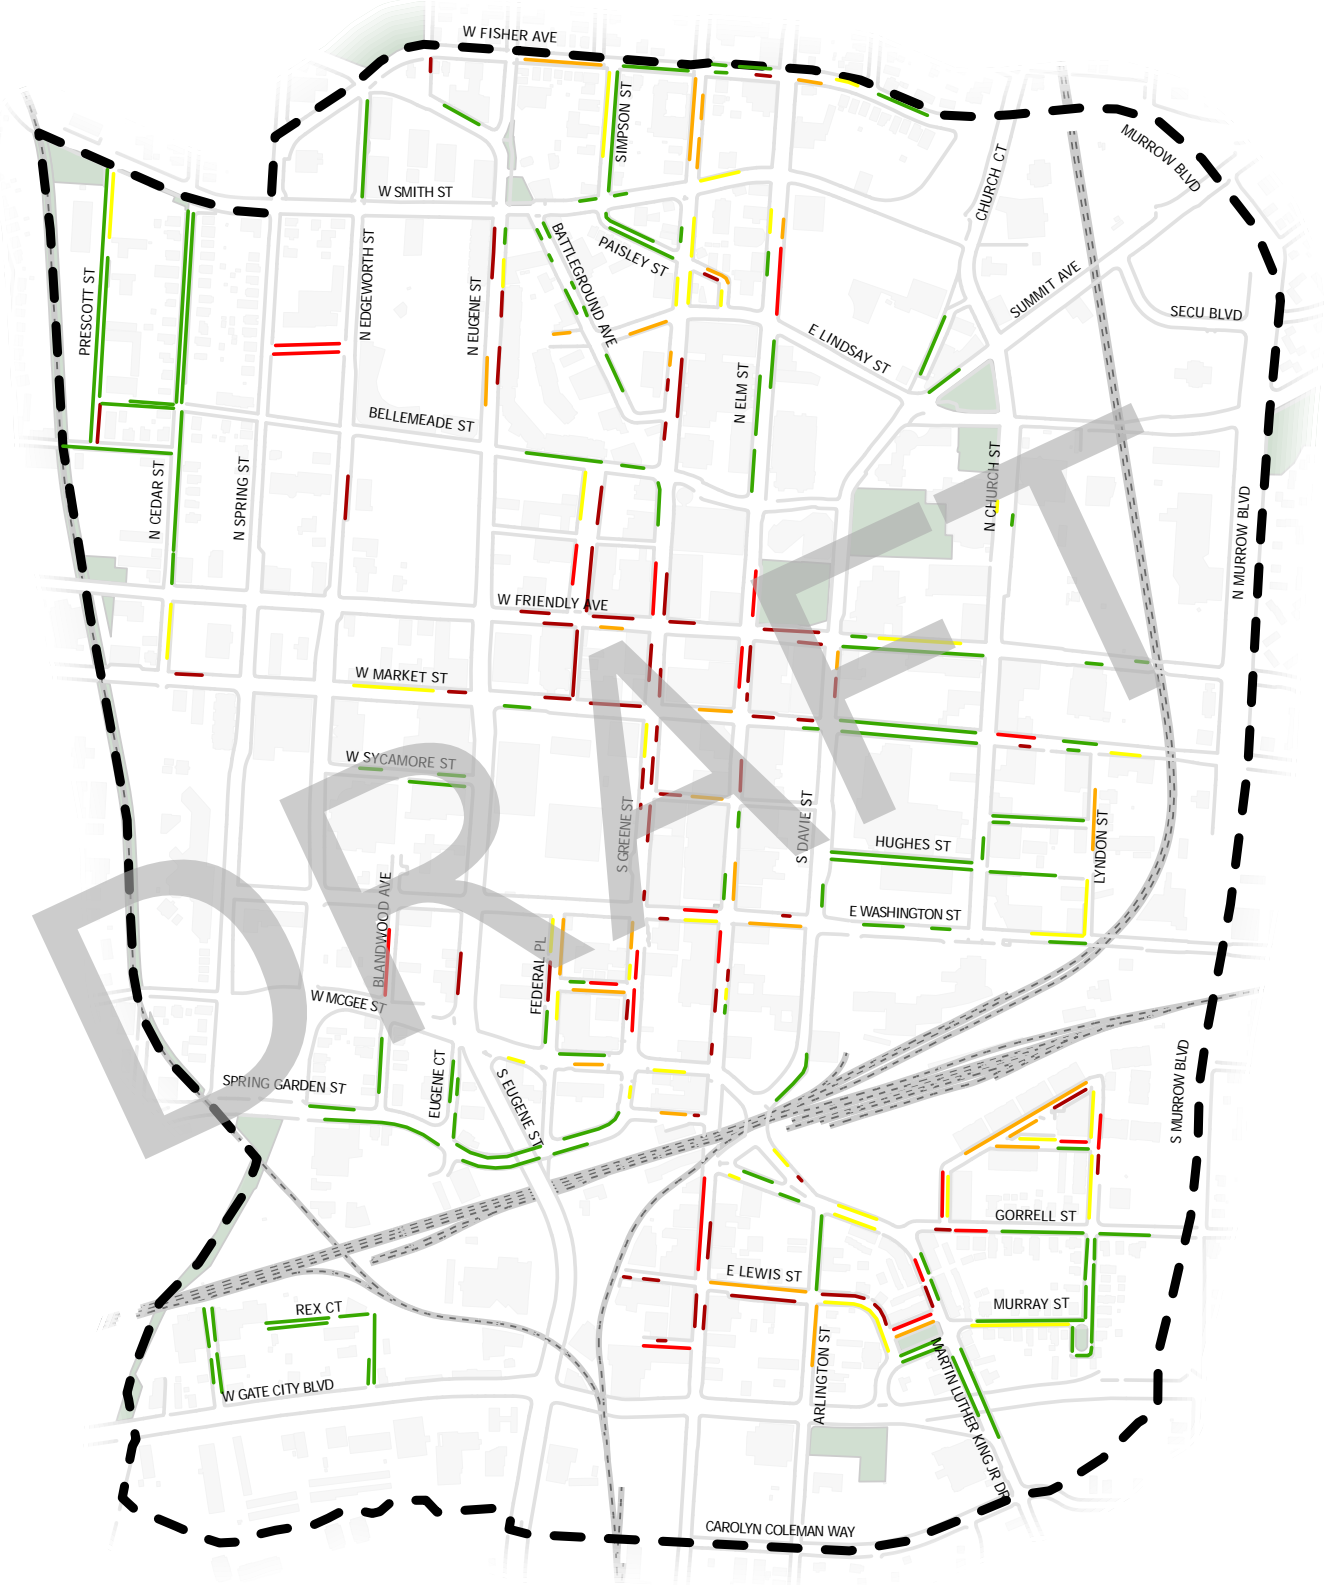 W FISHER AVE
SIMPSON ST
MURROW BLVD
CHURCH CT
W SMITH ST
BATTLEGROUND AVE
PAISLEY ST
N EDGEWORTH ST
PRESCOTT ST
N EUGENE ST
SUMMIT AVE
SECU BLVD
E LINDSAY ST
N ELM ST
BELLEMEADE ST
N CEDAR ST
N SPRING ST
N CHURCH ST
N MURROW BLVD
W FRIENDLY AVE
W MARKET ST
W SYCAMORE ST
S GREENE ST
S DAVIE ST
HUGHES ST
LYNDON ST
BLANDWOOD AVE
E WASHINGTON ST
FEDERAL PL
W MCGEE ST
DRAFT
SPRING GARDEN ST
EUGENE CT
S EUGENE ST
S MURROW BLVD
GORRELL ST
E LEWIS ST
MURRAY ST
REX CT
ARLINGTON ST
W GATE CITY BLVD
MARTIN LUTHER KING JR DR
CAROLYN COLEMAN WAY